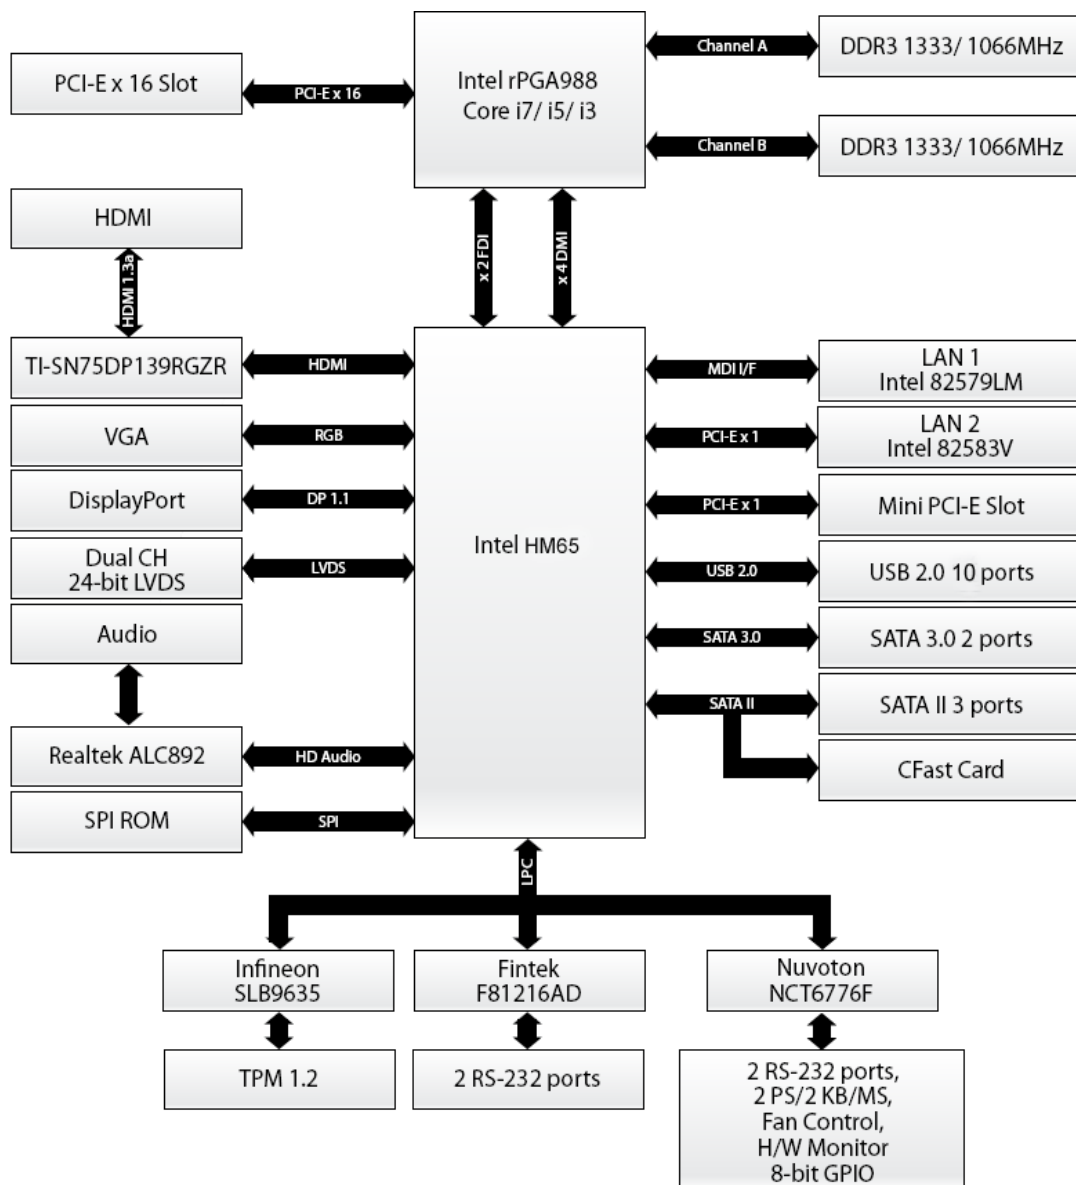 PCI-E x 16 Slot
PCI-E x 16
Intel rPGA988
Core i7/ i5/ i3
Channel A
DDR3 1333/ 1066MHz
Channel B
DDR3 1333/ 1066MHz
HDMI
HDMI 1.3a
x 2 FDI
x 4 DMI
TI-SN75DP139RGZR
HDMI
VGA
RGB
DisplayPort
DP 1.1
Dual CH
24-bit LVDS
LVDS
Audio
Realtek ALC892
HD Audio
SPI ROM
SPI
Intel HM65
MDI I/F
LAN 1
Intel 82579LM
PCI-E x 1
LAN 2
Intel 82583V
PCI-E x 1
Mini PCI-E Slot
USB 2.0
USB 2.0 10 ports
SATA 3.0
SATA 3.0 2 ports
SATA II
SATA II 3 ports
CFast Card
LPC
Infineon
SLB9635
Fintek
F81216AD
Nuvoton
NCT6776F
TPM 1.2
2 RS-232 ports
2 RS-232 ports,
2 PS/2 KB/MS,
Fan Control,
H/W Monitor
8-bit GPIO